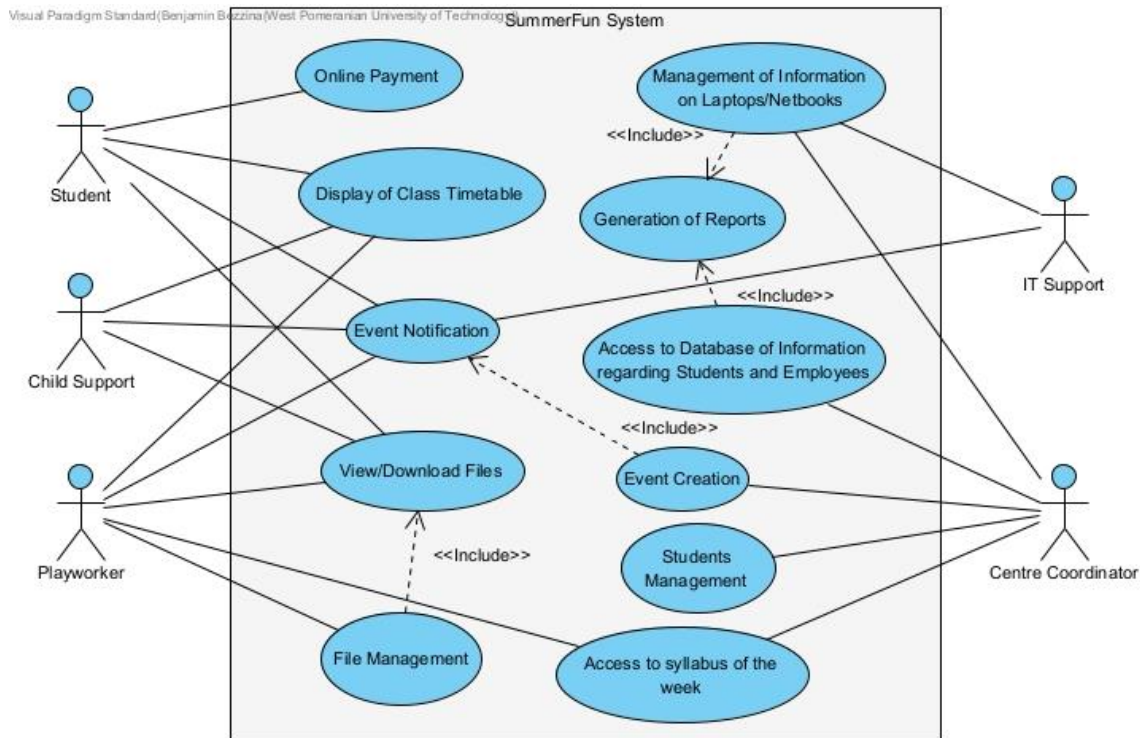 Visual Paradigm Standard(Benjamin Bezzina(West Pomeranian University of Technology))
SummerFun System
Online Payment
Management of Information
on Laptops/Netbooks
<<Include>>
Student
Display of Class Timetable
Generation of Reports
IT Support
<<Include>>
Child Support
Event Notification
Access to Database of Information
regarding Students and Employees
<<Include>>
View/Download Files
Event Creation
Playworker
<<Include>>
Students
Management
Centre Coordinator
File Management
Access to syllabus of the
week